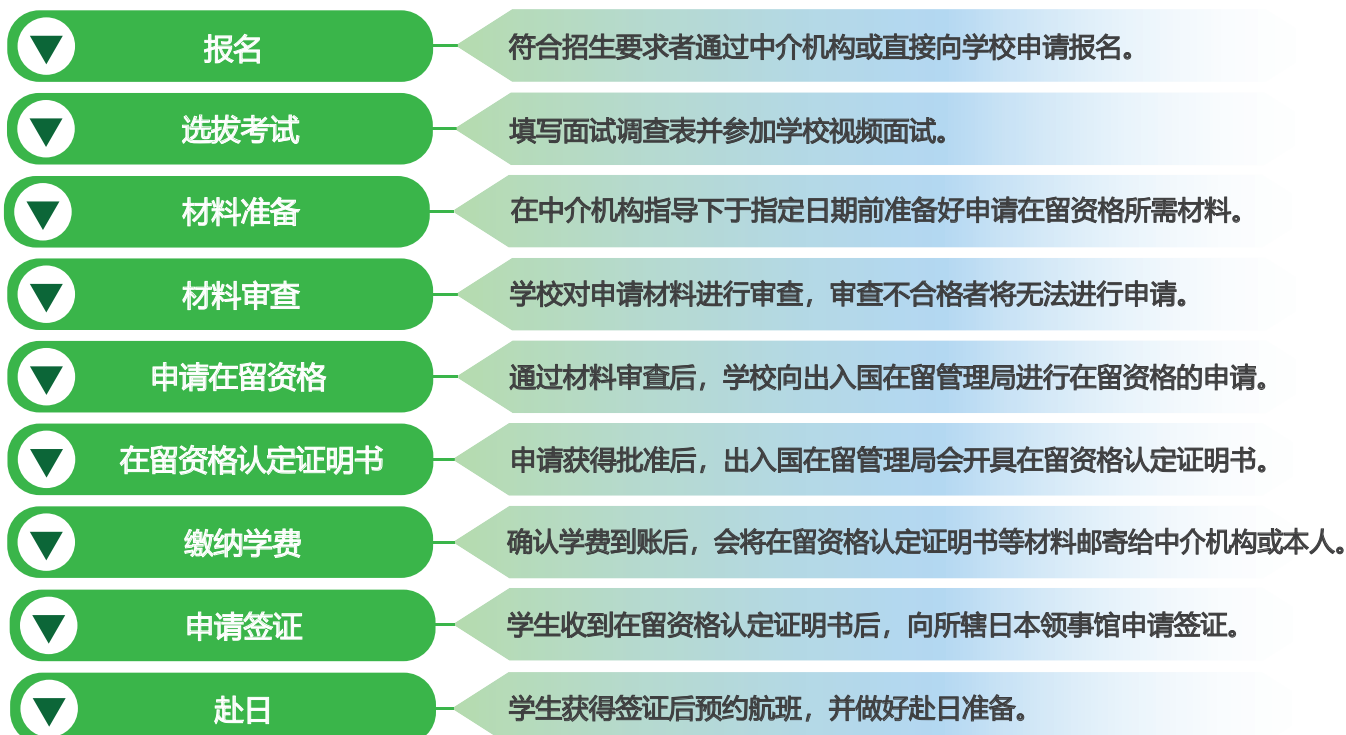 报名
符合招生要求者通过中介机构或直接向学校申请报名。
选拔考试
填写面试调查表并参加学校视频面试。
材料准备
在中介机构指导下于指定日期前准备好申请在留资格所需材料。
材料审查
学校对申请材料进行审查，审查不合格者将无法进行申请。
申请在留资格
通过材料审查后，学校向出入国在留管理局进行在留资格的申请。
在留资格认定证明书
申请获得批准后，出入国在留管理局会开具在留资格认定证明书。
缴纳学费
确认学费到账后，会将在留资格认定证明书等材料邮寄给中介机构或本人。
申请签证
学生收到在留资格认定证明书后，向所辖日本领事馆申请签证。
赴日
学生获得签证后预约航班，并做好赴日准备。